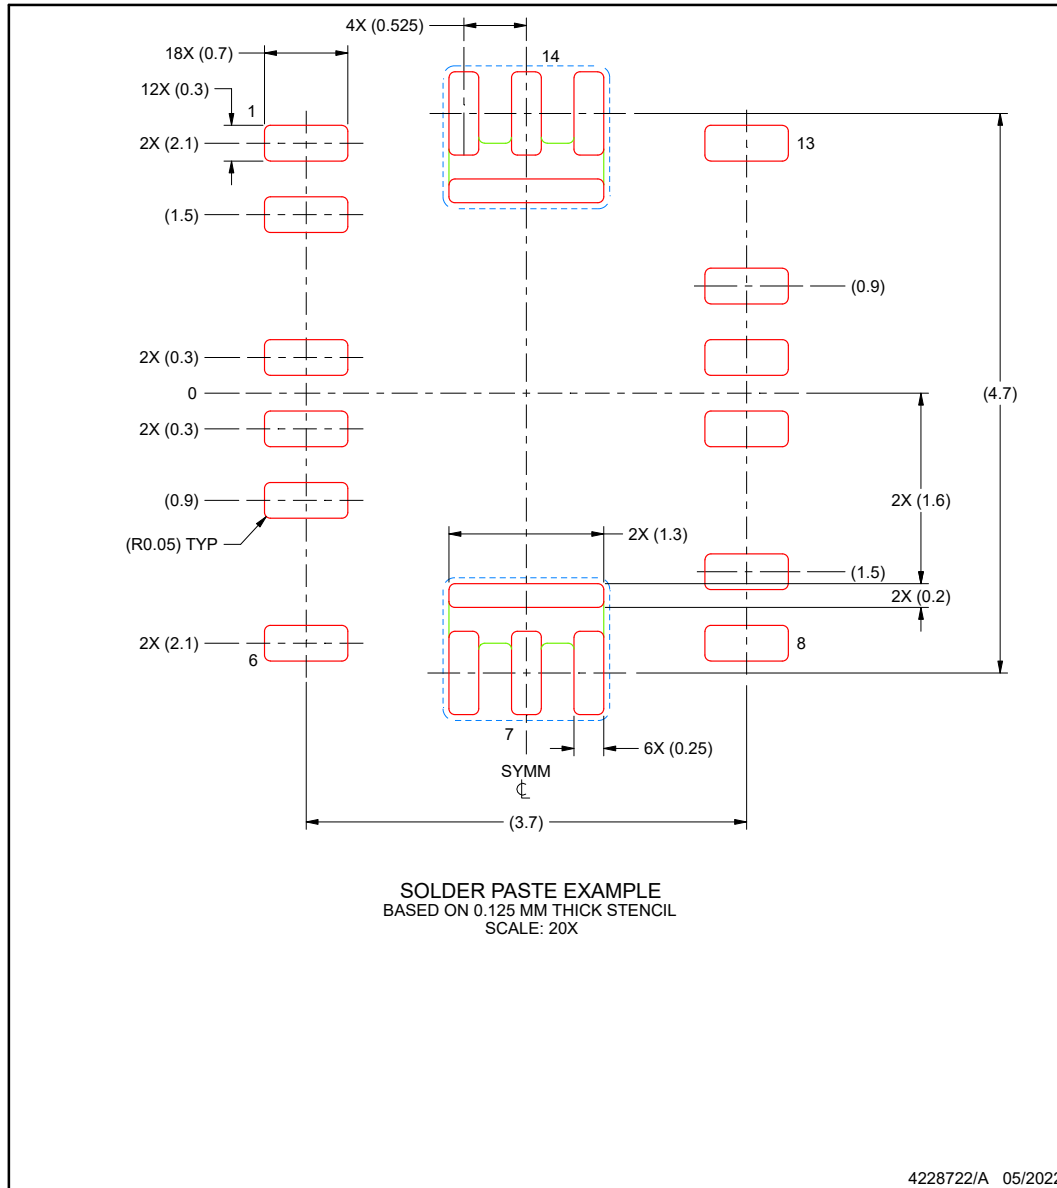 4X (0.525)
14
18X (0.7)
12X (0.3)
1
2X (2.1)
13
(1.5)
(0.9)
2X (0.3)
0
(4.7)
2X (0.3)
(0.9)
2X (1.6)
2X (1.3)
(R0.05) TYP
(1.5)
2X (0.2)
2X (2.1)
6
8
7
6X (0.25)
SYMM
℄
(3.7)
SOLDER PASTE EXAMPLE
BASED ON 0.125 MM THICK STENCIL
SCALE: 20X
4228722/A 05/2022